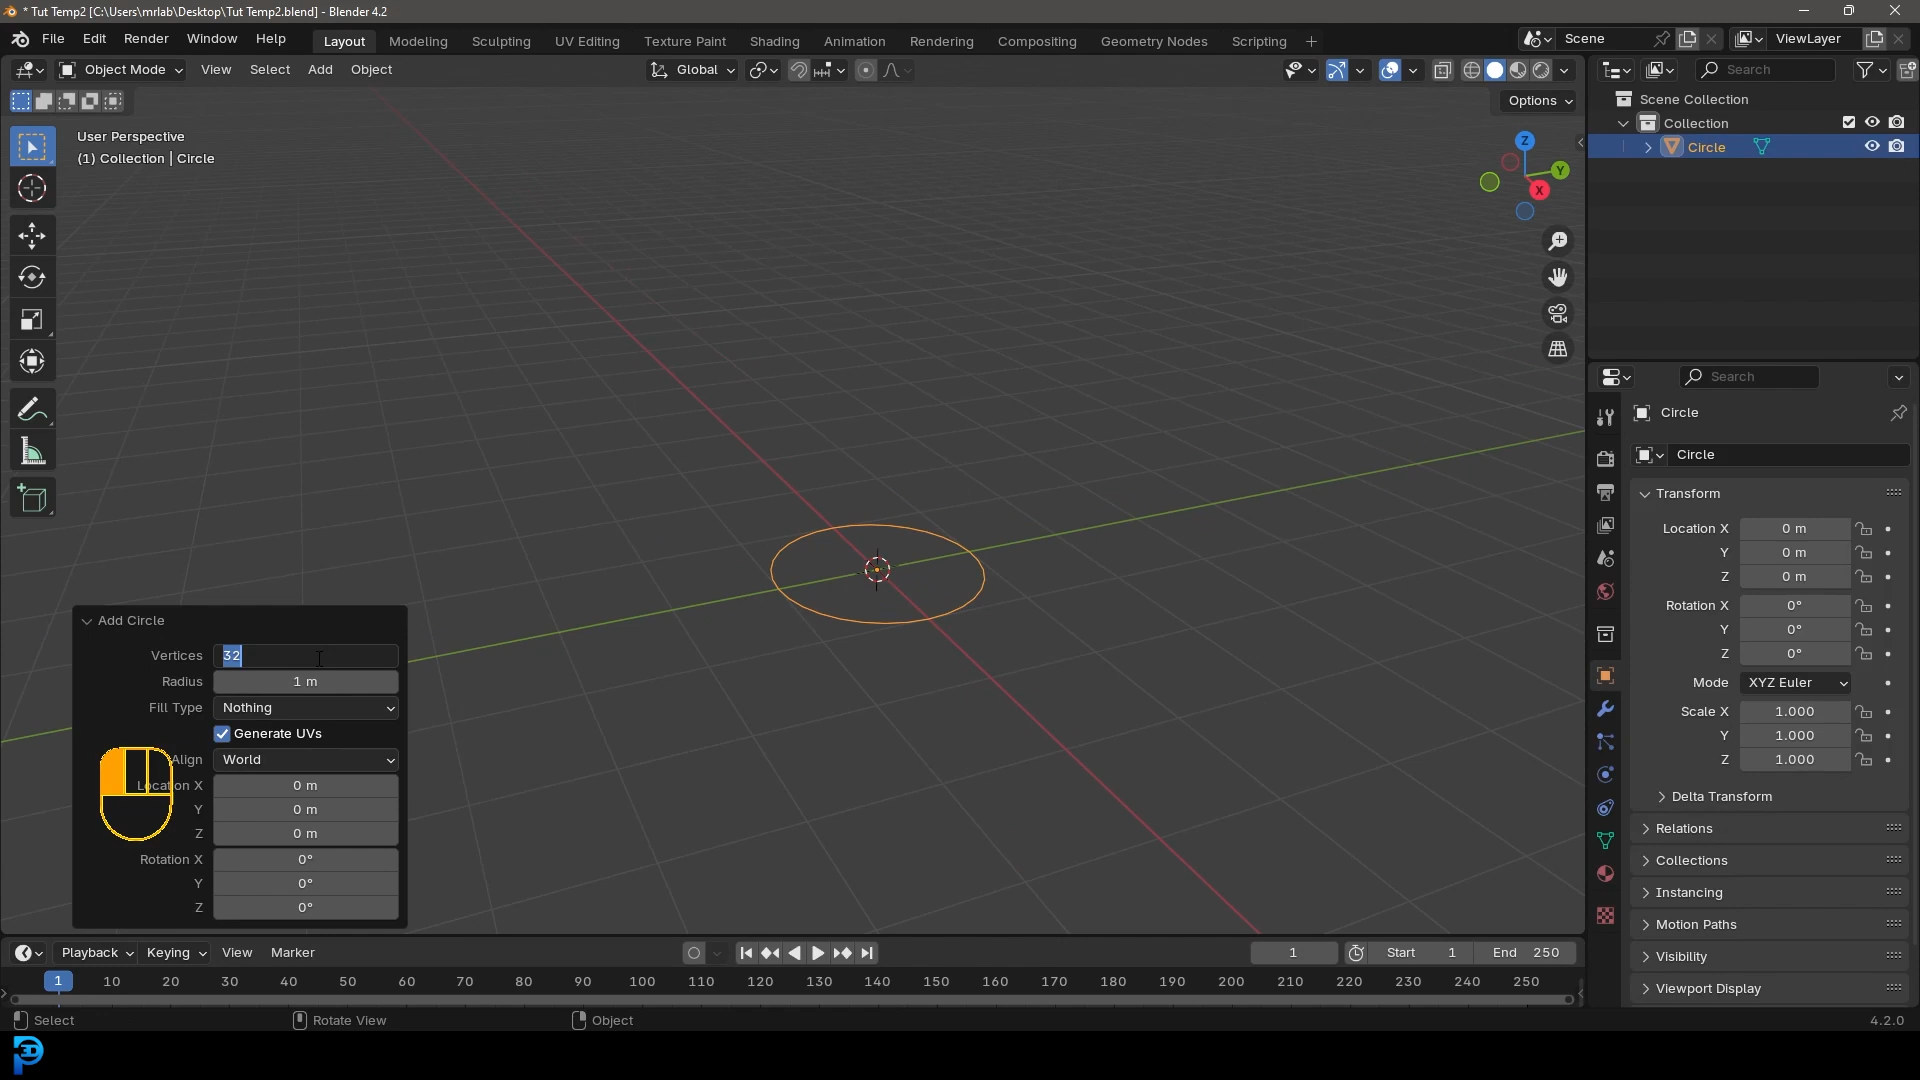 * Tut Temp2 [C:\Users\mrlab\Desktop\Tut Temp2.blend] - Blender 4.2
File Edit Render Window Help Layout Modeling Sculpting UV Editing Texture Paint Shading Animation Rendering Compositing Geometry Nodes Scripting + Scene ViewLayer
Object Mode View Select Add Object Global Search
Options
User Perspective
(1) Collection | Circle
Z
Y
X
Scene Collection
Collection
Circle
Search
Circle
Circle
Transform
Location X 0 m
Y 0 m
Z 0 m
Rotation X 0°
Y 0°
Z 0°
Mode XYZ Euler
Scale X 1.000
Y 1.000
Z 1.000
Delta Transform
Relations
Collections
Instancing
Motion Paths
Visibility
Viewport Display
Add Circle
Vertices 32
Radius 1 m
Fill Type Nothing
Generate UVs
Align World
Location X 0 m
Y 0 m
Z 0 m
Rotation X 0°
Y 0°
Z 0°
Playback Keying View Marker 1 Start 1 End 250
1 10 20 30 40 50 60 70 80 90 100 110 120 130 140 150 160 170 180 190 200 210 220 230 240 250
Select Rotate View Object 4.2.0